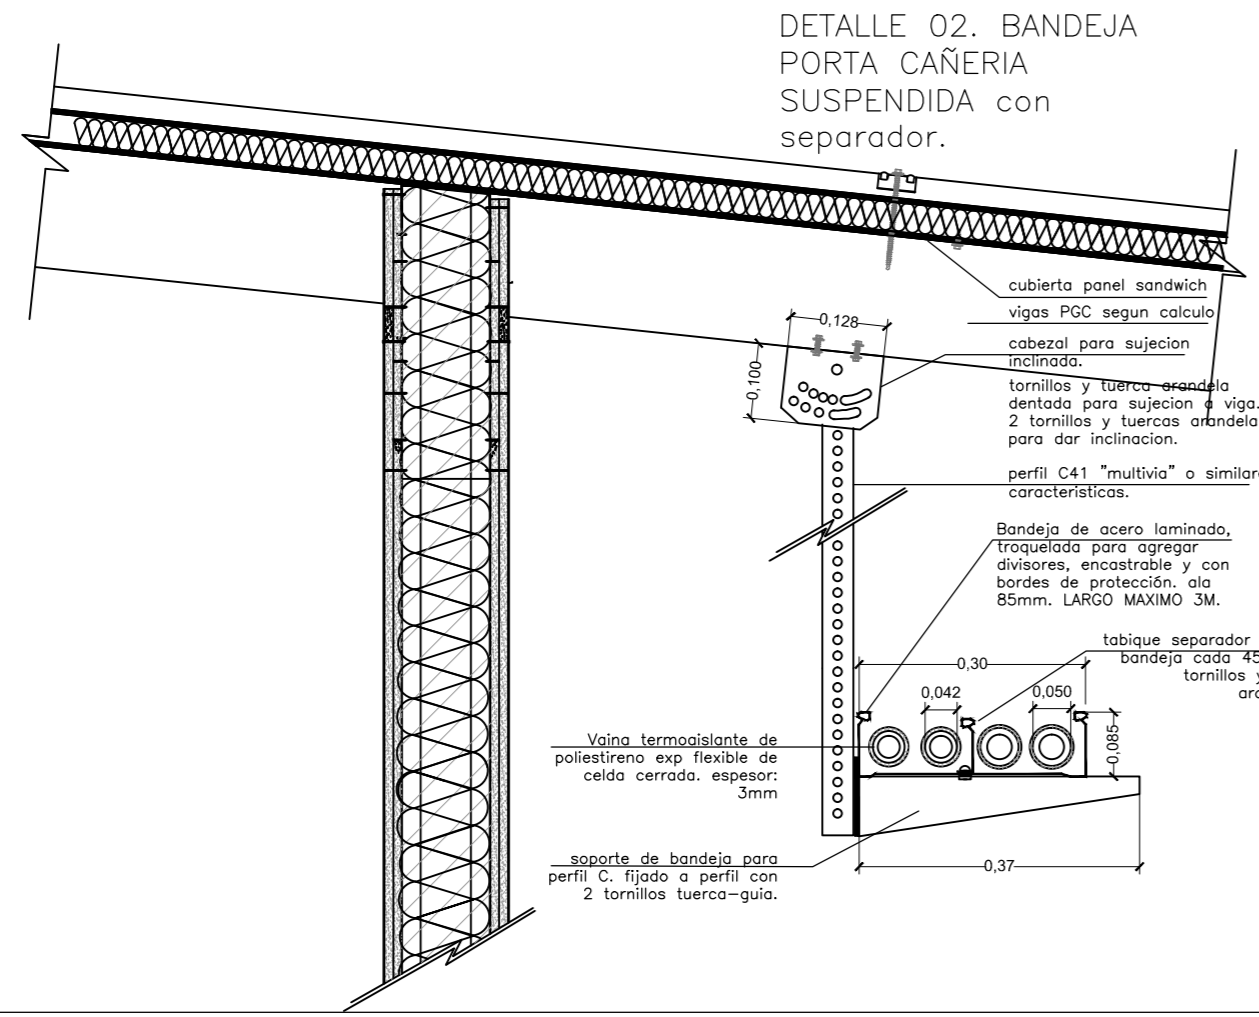 DETALLE 02. BANDEJA
PORTA CAÑERIA
SUSPENDIDA con
separador.
cubierta panel sandwich
vigas PGC segun calculo
0,128
cabezal para sujecion
inclinada.
0,100
tornillos y tuerca arandela
dentada para sujecion a viga.
2 tornillos y tuercas arandela
para dar inclinacion.
perfil C41 "multivia" o similar
caracteristicas.
Bandeja de acero laminado,
troquelada para agregar
divisores, encastrable y con
bordes de protección. ala
85mm. LARGO MAXIMO 3M.
tabique separador
bandeja cada 45
tornillos y
0,30
0,042
0,050
0,085
Vaina termoaislante de
poliestireno exp flexible de
celda cerrada. espesor:
3mm
soporte de bandeja para
perfil C. fijado a perfil con
2 tornillos tuerca-guia.
0,37